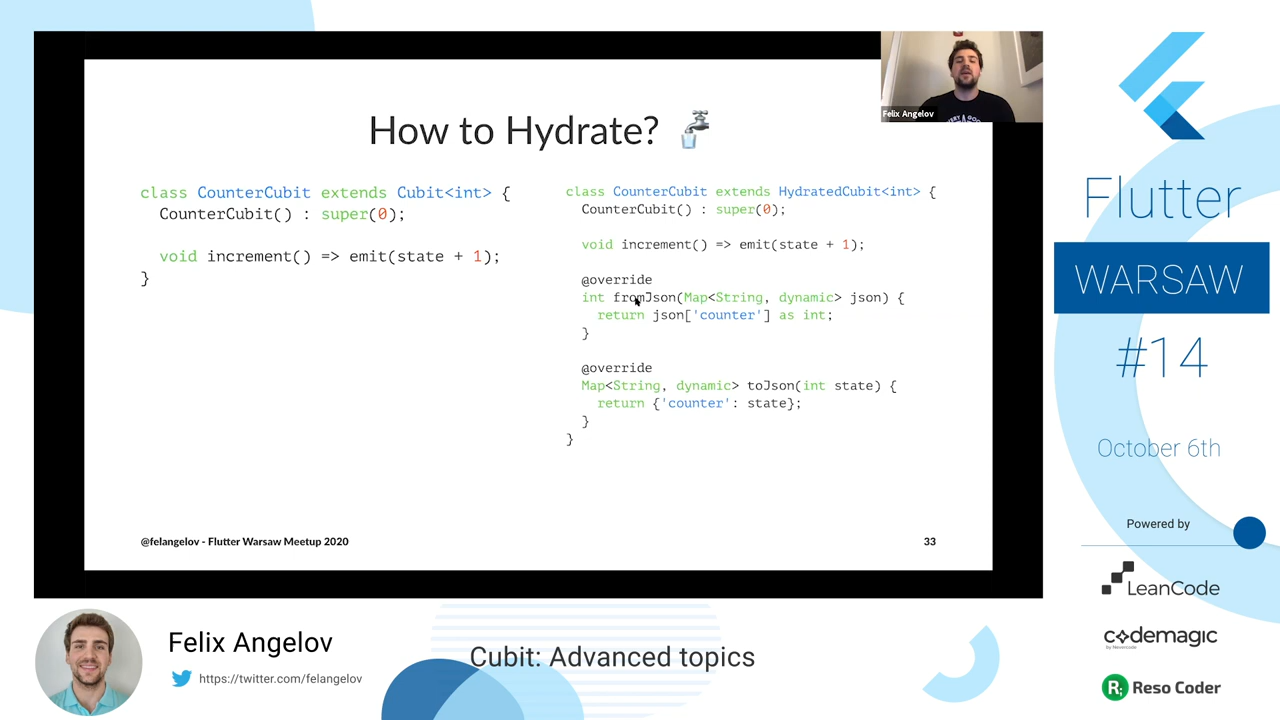 How to Hydrate?
class CounterCubit extends Cubit<int> {
CounterCubit() : super(0);
void increment() => emit(state + 1);
}
class CounterCubit extends HydratedCubit<int> {
CounterCubit() : super(0);
void increment() => emit(state + 1);
@override
int fromJson(Map<String, dynamic> json) {
return json['counter'] as int;
}
@override
Map<String, dynamic> toJson(int state) {
return {'counter': state};
}
}
@felangelov - Flutter Warsaw Meetup 2020
33
Felix Angelov
Flutter
WARSAW
#14
October 6th
Powered by
LeanCode
codemagic
by Nevercode
R;
Reso Coder
Felix Angelov
https://twitter.com/felangelov
Cubit: Advanced topics